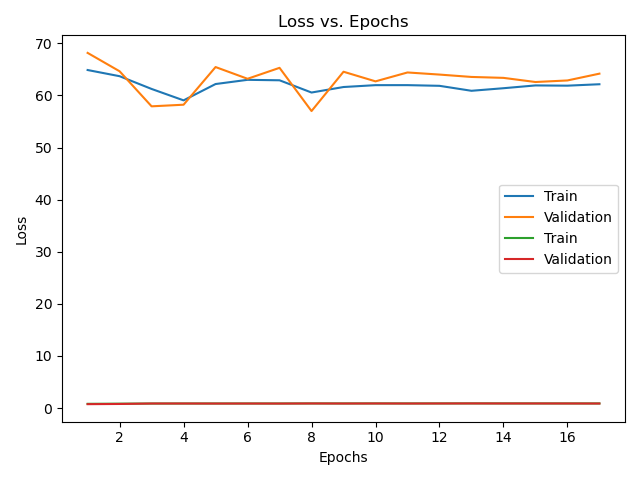 Loss vs. Epochs
70
60
50
40
30
20
10
0
Loss
Train
Validation
Train
Validation
2 4 6 8 10 12 14 16
Epochs